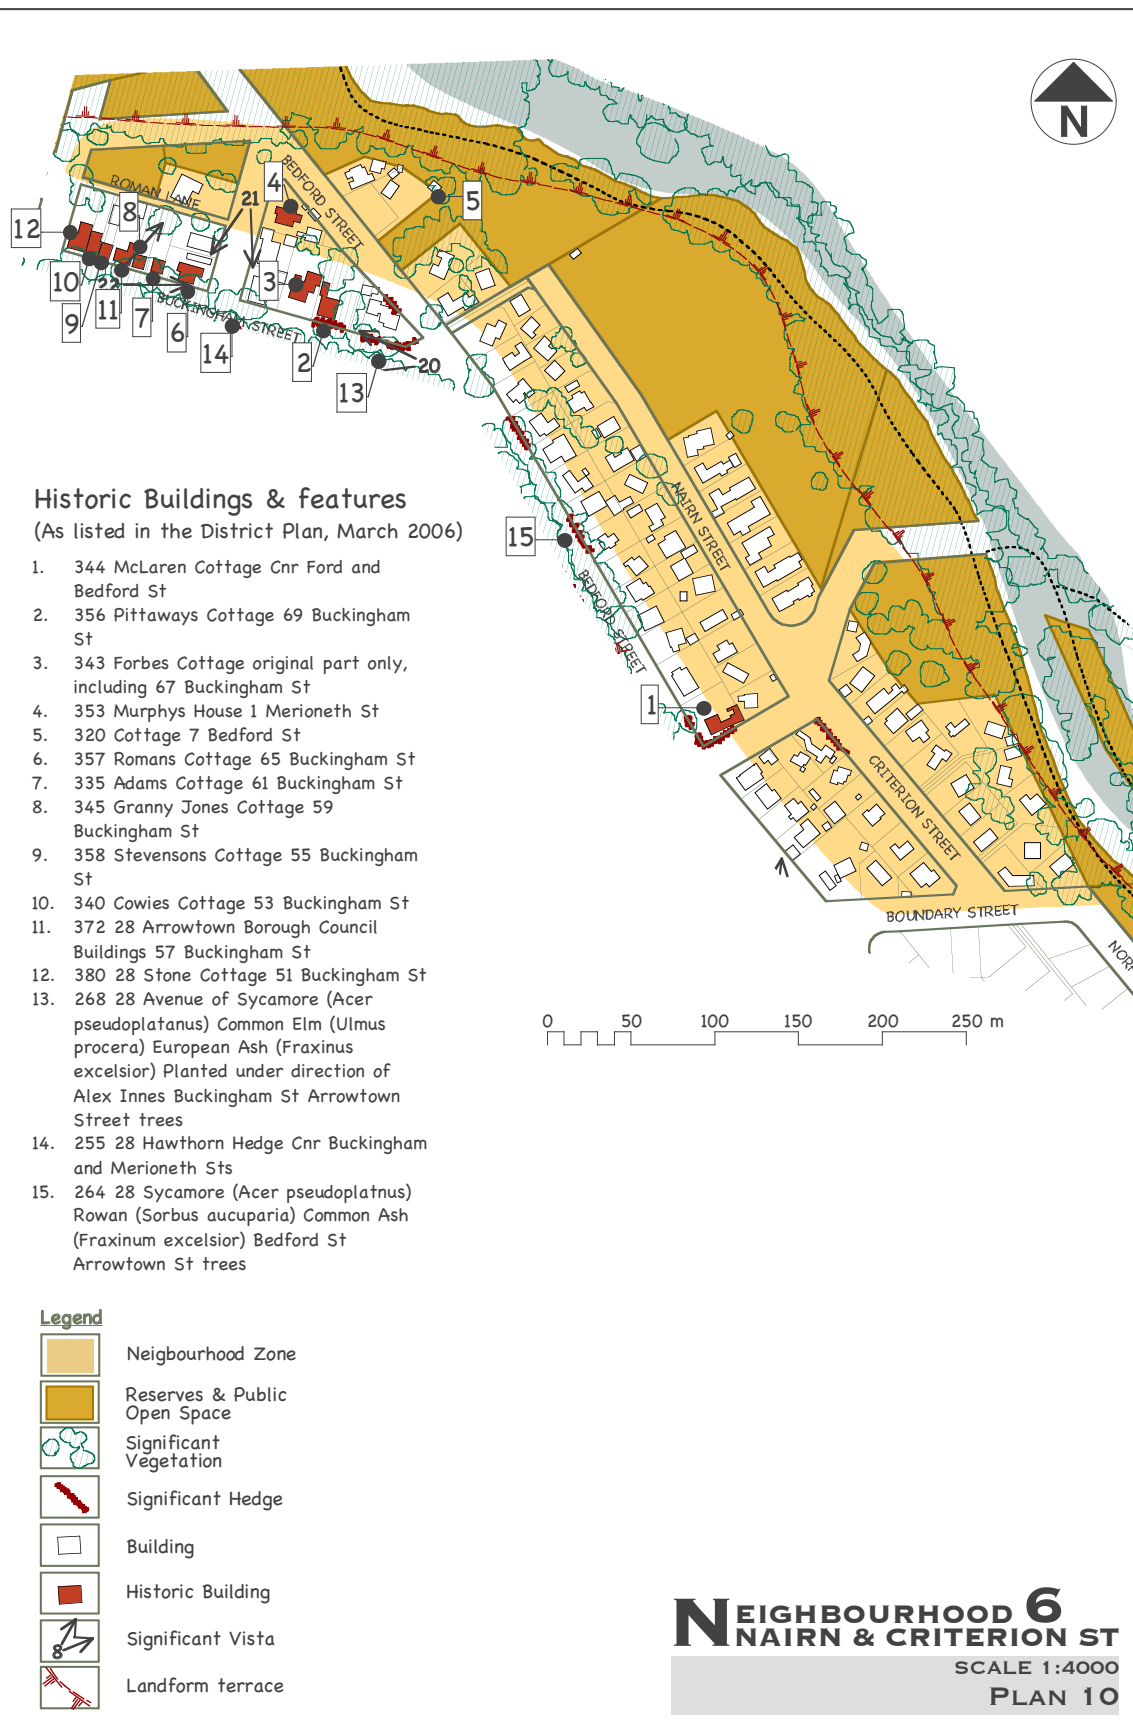 N
ROMAN LANE
BEDFORD STREET
4
21
5
12
8
3
10
22
11
9
7
6
BUCKINGHAM STREET
14
2
20
13
15
NAIRN STREET
BEDFORD STREET
1
CRITERION STREET
BOUNDARY STREET
Historic Buildings & features
(As listed in the District Plan, March 2006)
1. 344 McLaren Cottage Cnr Ford and
Bedford St
2. 356 Pittaways Cottage 69 Buckingham
St
3. 343 Forbes Cottage original part only,
including 67 Buckingham St
4. 353 Murphys House 1 Merioneth St
5. 320 Cottage 7 Bedford St
6. 357 Romans Cottage 65 Buckingham St
7. 335 Adams Cottage 61 Buckingham St
8. 345 Granny Jones Cottage 59
Buckingham St
9. 358 Stevensons Cottage 55 Buckingham
St
10. 340 Cowies Cottage 53 Buckingham St
11. 372 28 Arrowtown Borough Council
Buildings 57 Buckingham St
12. 380 28 Stone Cottage 51 Buckingham St
13. 268 28 Avenue of Sycamore (Acer
pseudoplatanus) Common Elm (Ulmus
procera) European Ash (Fraxinus
excelsior) Planted under direction of
Alex Innes Buckingham St Arrowtown
Street trees
14. 255 28 Hawthorn Hedge Cnr Buckingham
and Merioneth Sts
15. 264 28 Sycamore (Acer pseudoplatnus)
Rowan (Sorbus aucuparia) Common Ash
(Fraxinum excelsior) Bedford St
Arrowtown St trees
0 50 100 150 200 250 m
Legend
Neigbourhood Zone
Reserves & Public
Open Space
Significant
Vegetation
Significant Hedge
Building
Historic Building
8
Significant Vista
Landform terrace
NEIGHBOURHOOD 6
NAIRN & CRITERION ST
SCALE 1:4000
PLAN 10